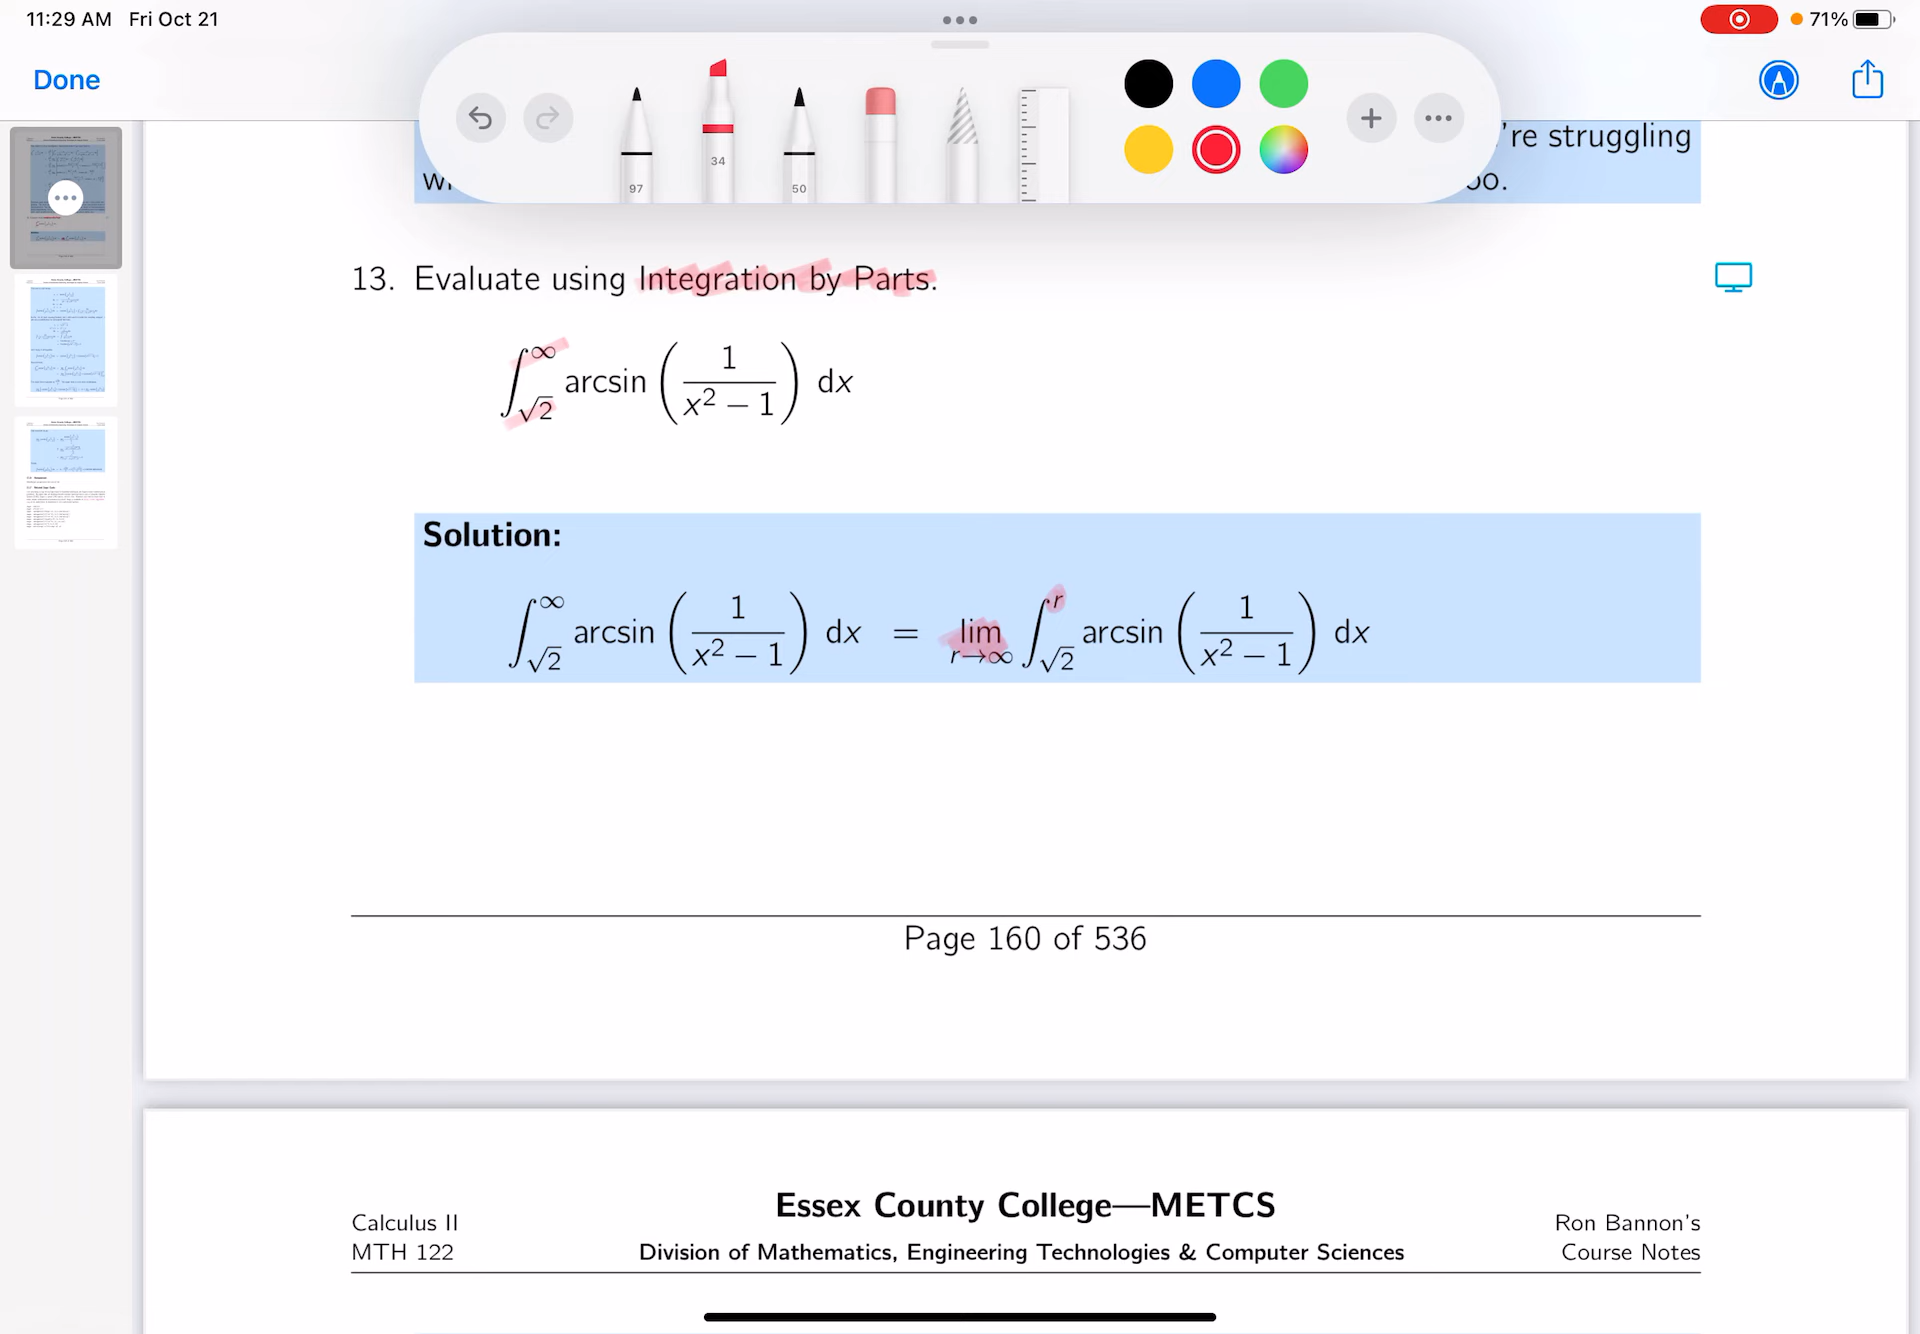 11:29 AM Fri Oct 21
71%
Done
97
34
50
're struggling
13. Evaluate using Integration by Parts.
∫_{√2}^{∞} arcsin (1/(x² − 1)) dx
Solution:
∫_{√2}^{∞} arcsin (1/(x² − 1)) dx = lim_{r→∞} ∫_{√2}^{r} arcsin (1/(x² − 1)) dx
Page 160 of 536
Calculus II
MTH 122
Essex County College—METCS
Division of Mathematics, Engineering Technologies & Computer Sciences
Ron Bannon's
Course Notes